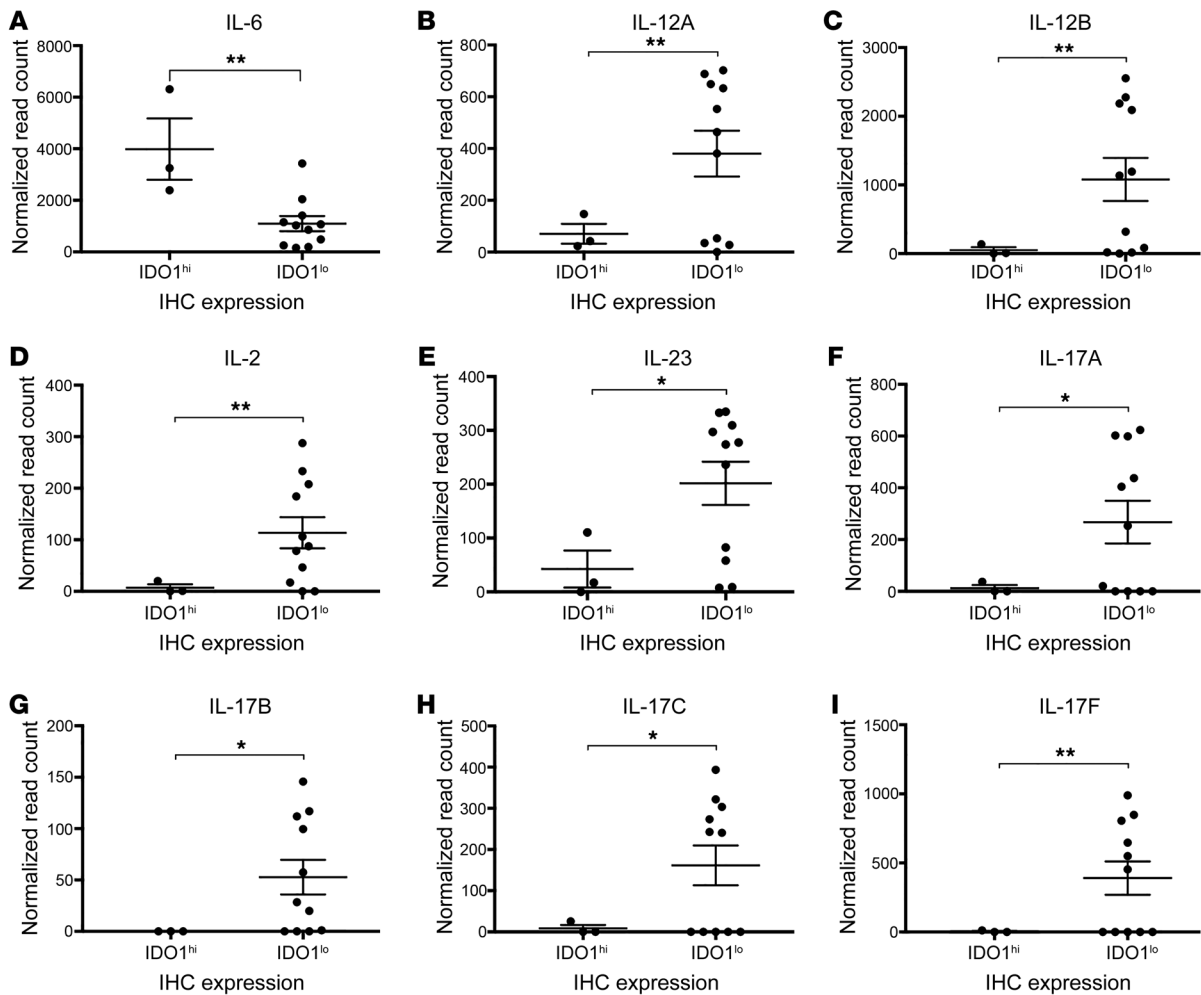 A
IL-6
Normalized read count
8000
6000
4000
2000
0
**
IDO1hi
IDO1lo
IHC expression
B
IL-12A
Normalized read count
800
600
400
200
0
**
IDO1hi
IDO1lo
IHC expression
C
IL-12B
Normalized read count
3000
2000
1000
0
**
IDO1hi
IDO1lo
IHC expression
D
IL-2
Normalized read count
400
300
200
100
0
**
IDO1hi
IDO1lo
IHC expression
E
IL-23
Normalized read count
400
300
200
100
0
*
IDO1hi
IDO1lo
IHC expression
F
IL-17A
Normalized read count
800
600
400
200
0
*
IDO1hi
IDO1lo
IHC expression
G
IL-17B
Normalized read count
200
150
100
50
0
*
IDO1hi
IDO1lo
IHC expression
H
IL-17C
Normalized read count
500
400
300
200
100
0
*
IDO1hi
IDO1lo
IHC expression
I
IL-17F
Normalized read count
1500
1000
500
0
**
IDO1hi
IDO1lo
IHC expression